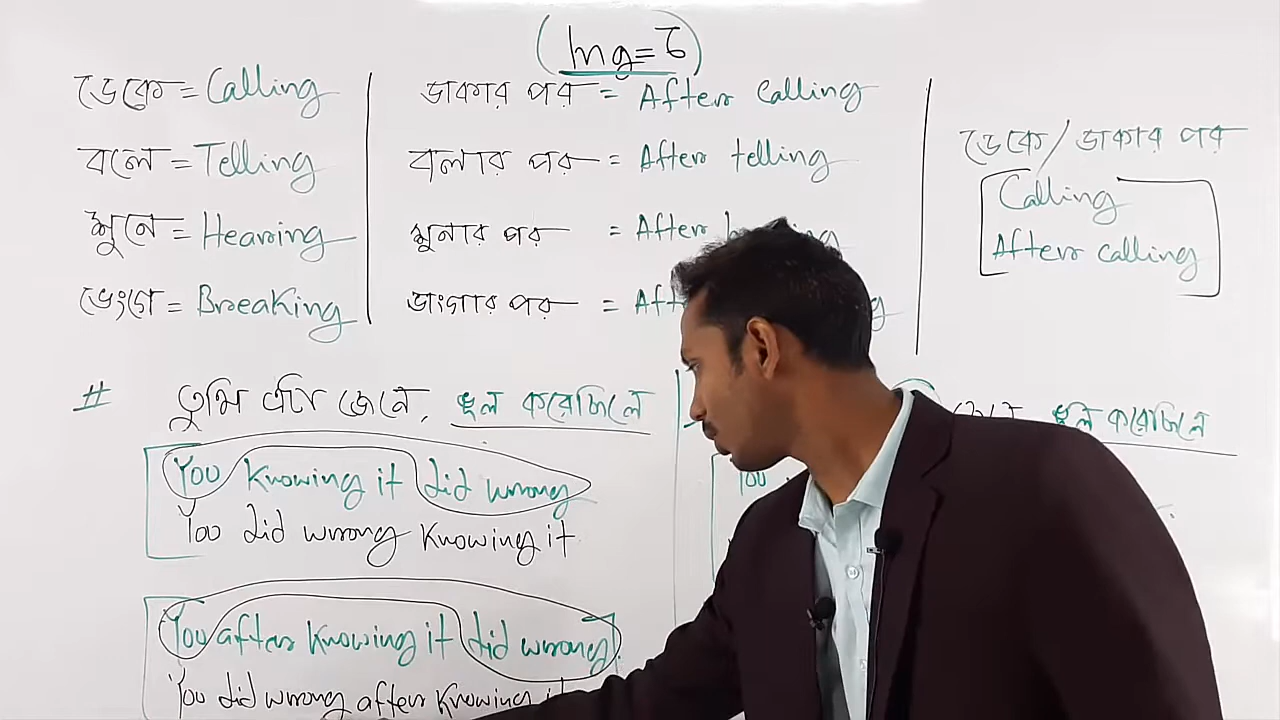 (Ing=ে)
ডেকে = Calling
বলে = Telling
শুনে = Hearing
ভেংগে = Breaking
ডাকার পর = After calling
বলার পর = After telling
শুনার পর = After
ভাংগার পর =
ডেকে/ডাকার পর
Calling
After calling
# তুমি এটা জেনে, ভুল করেছিলে
You knowing it did wrong
You did wrong knowing it
You after knowing it did wrong
You did wrong after knowing it
ভুল করেছিলে
You